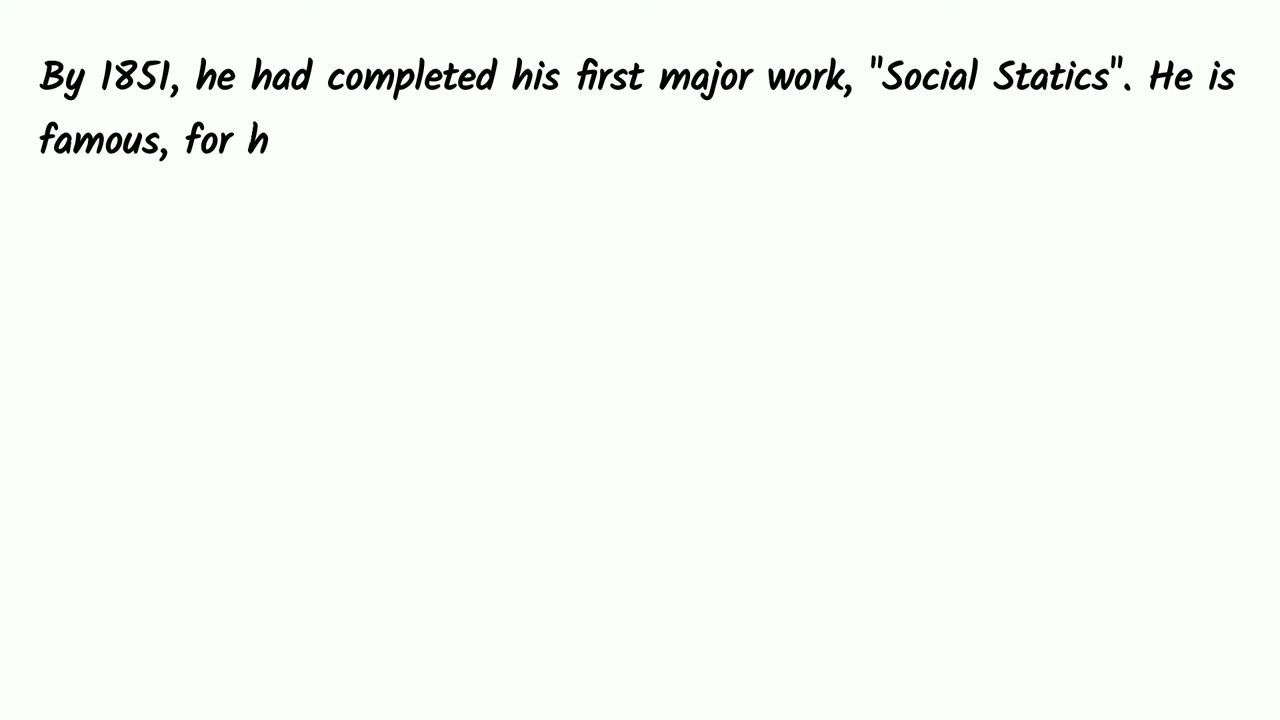 By 1851, he had completed his first major work, "Social Statics". He is
famous, for h